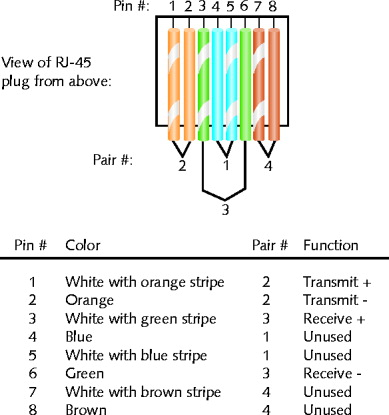 Pin #: 1 2 3 4 5 6 7 8
View of RJ-45
plug from above:
Pair #: 2 1 4
3
Pin # Color Pair # Function
1 White with orange stripe 2 Transmit +
2 Orange 2 Transmit -
3 White with green stripe 3 Receive +
4 Blue 1 Unused
5 White with blue stripe 1 Unused
6 Green 3 Receive -
7 White with brown stripe 4 Unused
8 Brown 4 Unused